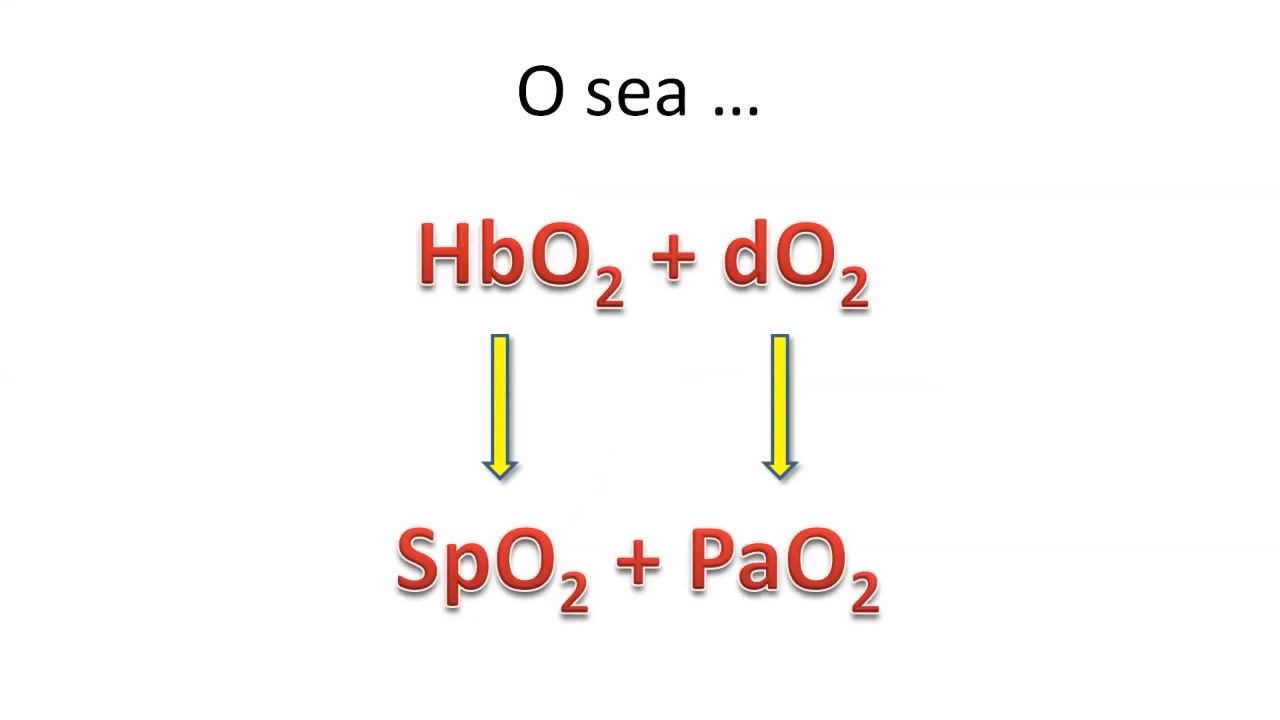 O sea …
HbO₂ + dO₂
SpO₂ + PaO₂